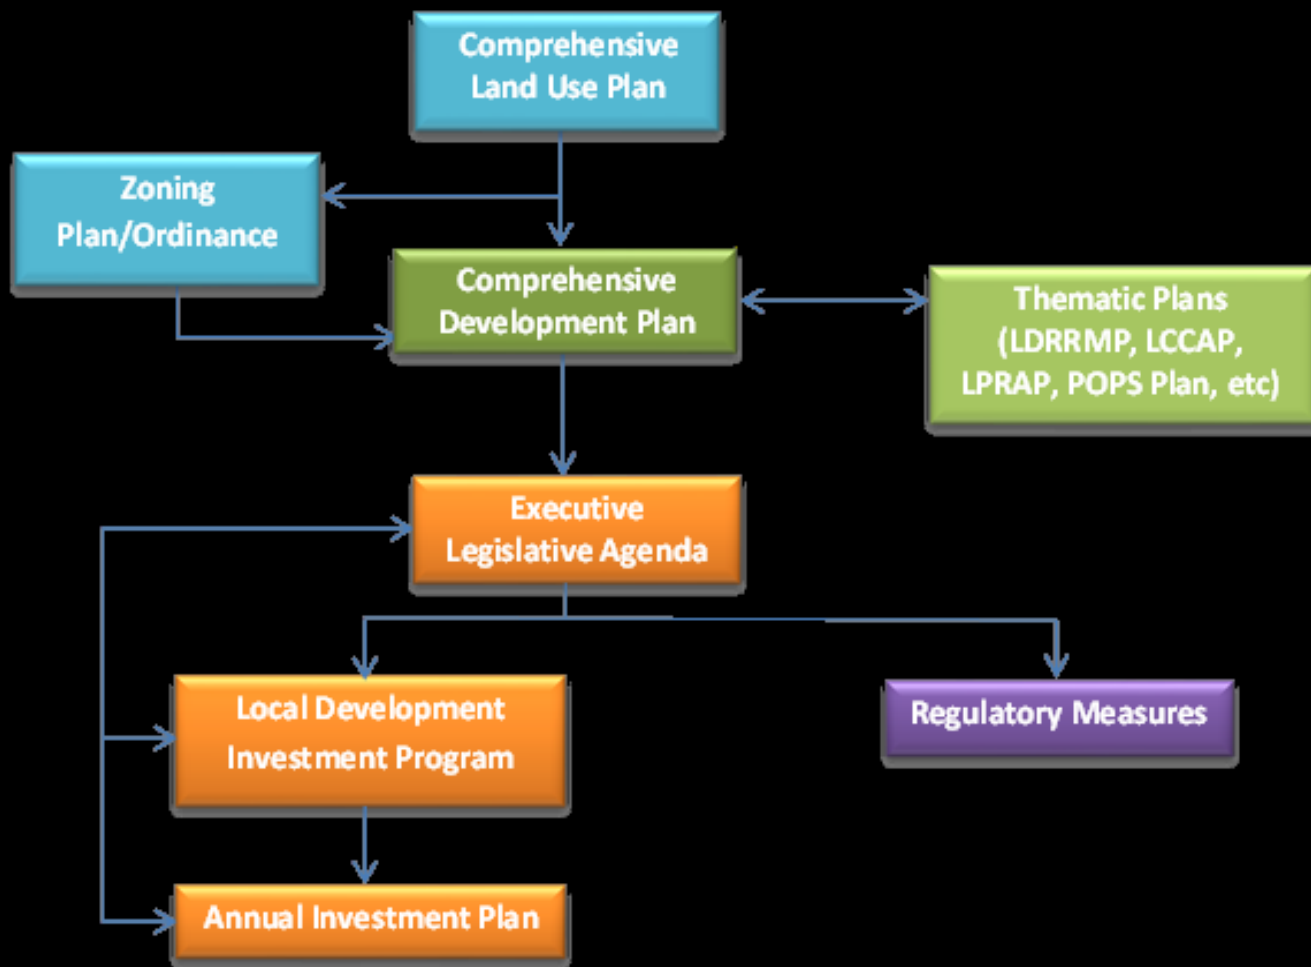 Comprehensive
Land Use Plan
Zoning
Plan/Ordinance
Comprehensive
Development Plan
Thematic Plans
(LDRRMP, LCCAP,
LPRAP, POPS Plan, etc)
Executive
Legislative Agenda
Local Development
Investment Program
Regulatory Measures
Annual Investment Plan